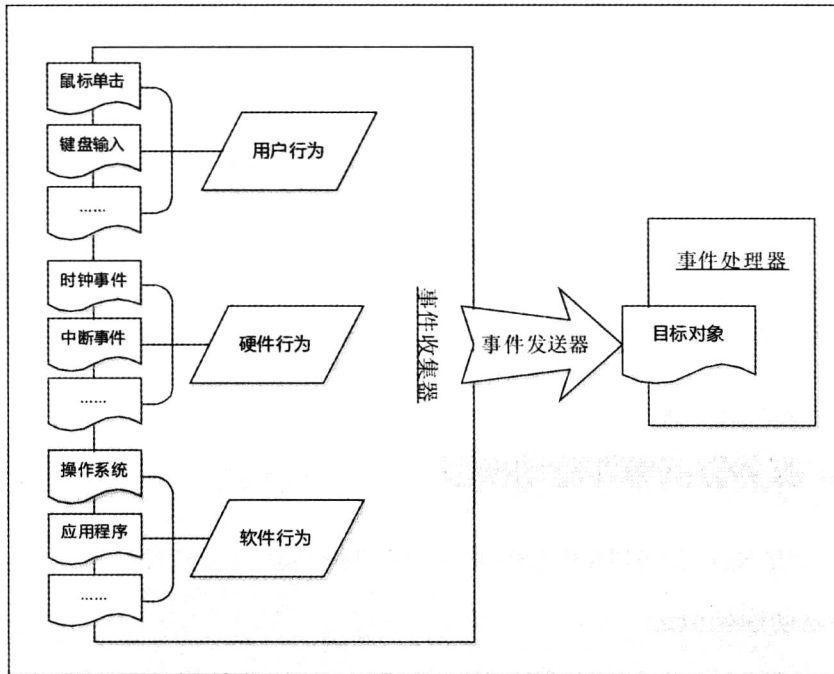 鼠标单击
键盘输入
……
用户行为
时钟事件
中断事件
……
硬件行为
操作系统
应用程序
……
软件行为
事件收集器
事件发送器
事件处理器
目标对象